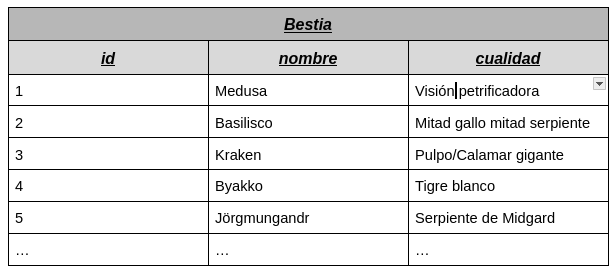 Bestia
id nombre cualidad
1 Medusa Visión petrificadora
2 Basilisco Mitad gallo mitad serpiente
3 Kraken Pulpo/Calamar gigante
4 Byakko Tigre blanco
5 Jörgmungandr Serpiente de Midgard
… … …